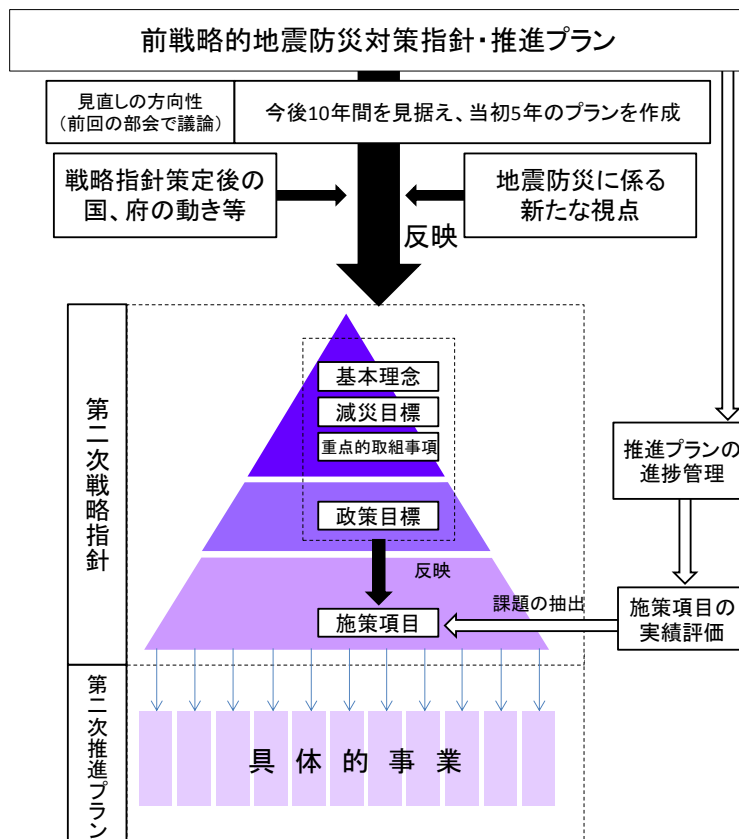 前戦略的地震防災対策指針・推進プラン
見直しの方向性
(前回の部会で議論)
今後10年間を見据え、当初5年のプランを作成
戦略指針策定後の
国、府の動き等
地震防災に係る
新たな視点
反映
第二次戦略指針
基本理念
減災目標
重点的取組事項
政策目標
反映
施策項目
推進プランの
進捗管理
課題の抽出
施策項目の
実績評価
第二次推進プラン
具体的事業